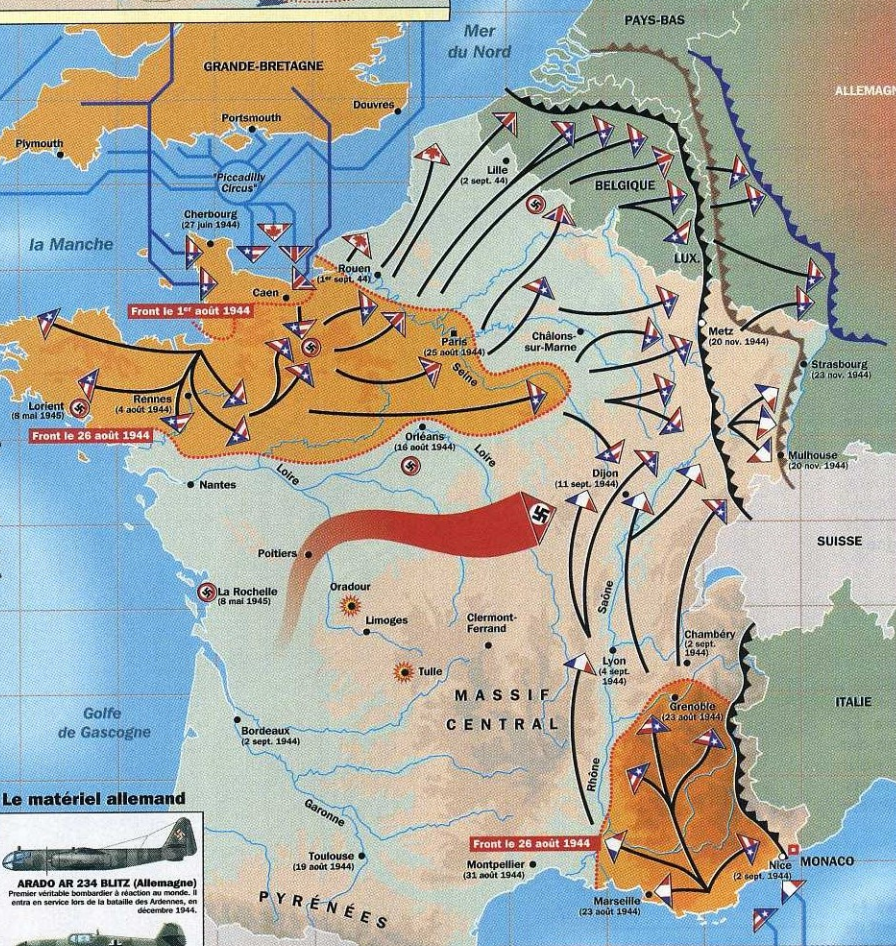 PAYS-BAS
Mer
du Nord
GRANDE-BRETAGNE
ALLEMAGN
Portsmouth
Douvres
Plymouth
"Piccadilly
Circus"
Lille
(2 sept. 44)
BELGIQUE
Cherbourg
(27 juin 1944)
la Manche
LUX.
Rouen
(1er sept. 44)
Caen
Front le 1er août 1944
Paris
(25 août 1944)
Châlons-
sur-Marne
Metz
(20 nov. 1944)
Strasbourg
(23 nov. 1944)
Seine
Rennes
(4 août 1944)
Lorient
(8 mai 1945)
Front le 26 août 1944
Orléans
(16 août 1944)
Loire
Loire
Mulhouse
(20 nov. 1944)
Dijon
(11 sept. 1944)
Nantes
SUISSE
Poitiers
La Rochelle
(8 mai 1945)
Oradour
Limoges
Clermont-
Ferrand
Saône
Chambéry
(2 sept.
1944)
Lyon
(4 sept.
1944)
Tulle
MASSIF
CENTRAL
Grenoble
(23 août 1944)
ITALIE
Golfe
de Gascogne
Bordeaux
(2 sept. 1944)
Rhône
Le matériel allemand
Garonne
Front le 26 août 1944
Toulouse
(19 août 1944)
Montpellier
(31 août 1944)
Nice
(2 sept. 1944)
MONACO
Marseille
(23 août 1944)
PYRÉNÉES
ARADO AR 234 BLITZ (Allemagne)
Premier véritable bombardier à réaction au monde. Il
entra en service lors de la bataille des Ardennes, en
décembre 1944.